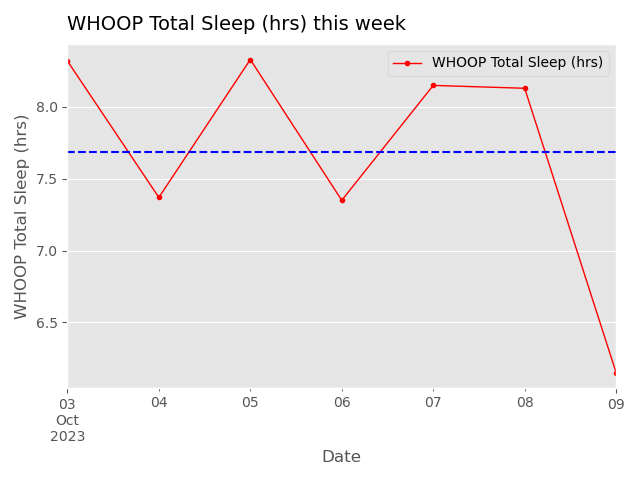 WHOOP Total Sleep (hrs) this week
WHOOP Total Sleep (hrs)
WHOOP Total Sleep (hrs)
8.0
7.5
7.0
6.5
03 04 05 06 07 08 09
Oct
2023
Date